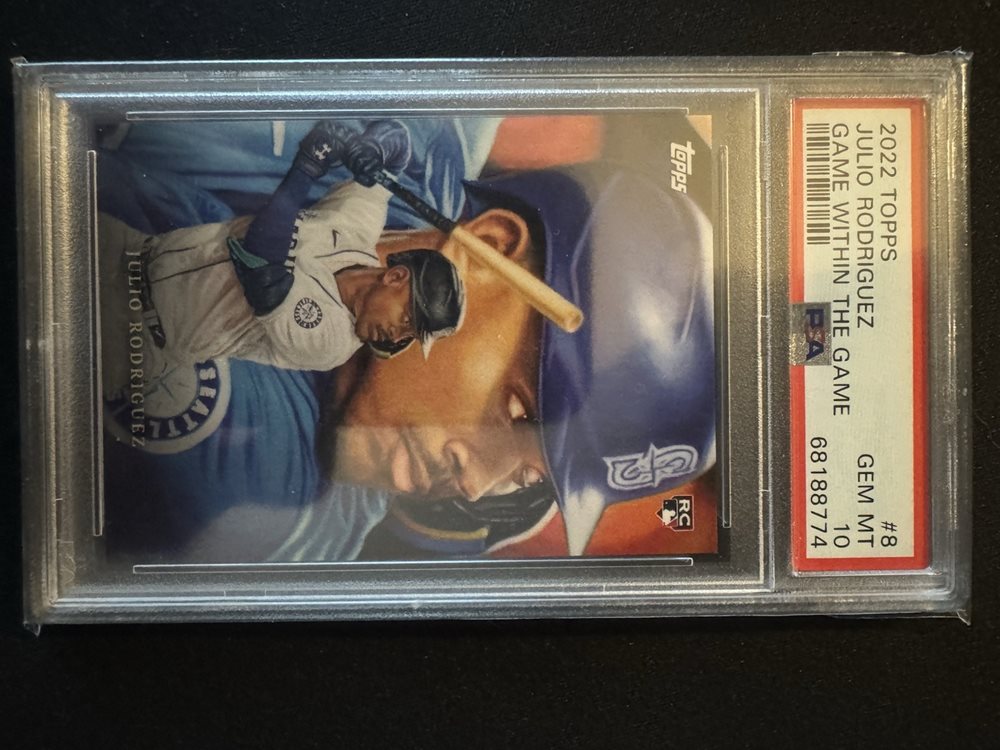 2022 TOPPS #8
JULIO RODRIGUEZ GEM MT
GAME WITHIN THE GAME 10
PSA 68188774
TOPPS
S
RC
SEATTLE
JULIO RODRIGUEZ